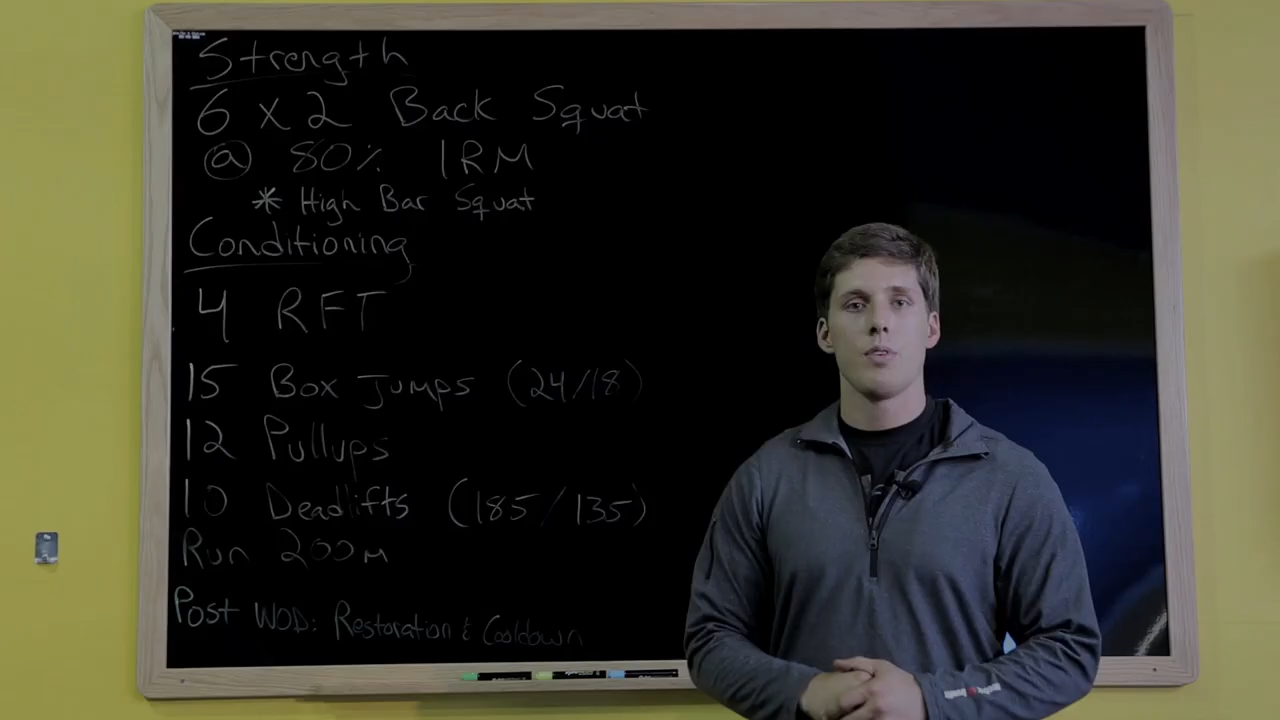 Strength
6 x 2 Back Squat
@ 80% 1RM
* High Bar Squat
Conditioning
4 RFT
15 Box Jumps (24/18)
12 Pullups
10 Deadlifts (185/135)
Run 200m
Post WOD: Restoration & Cooldown